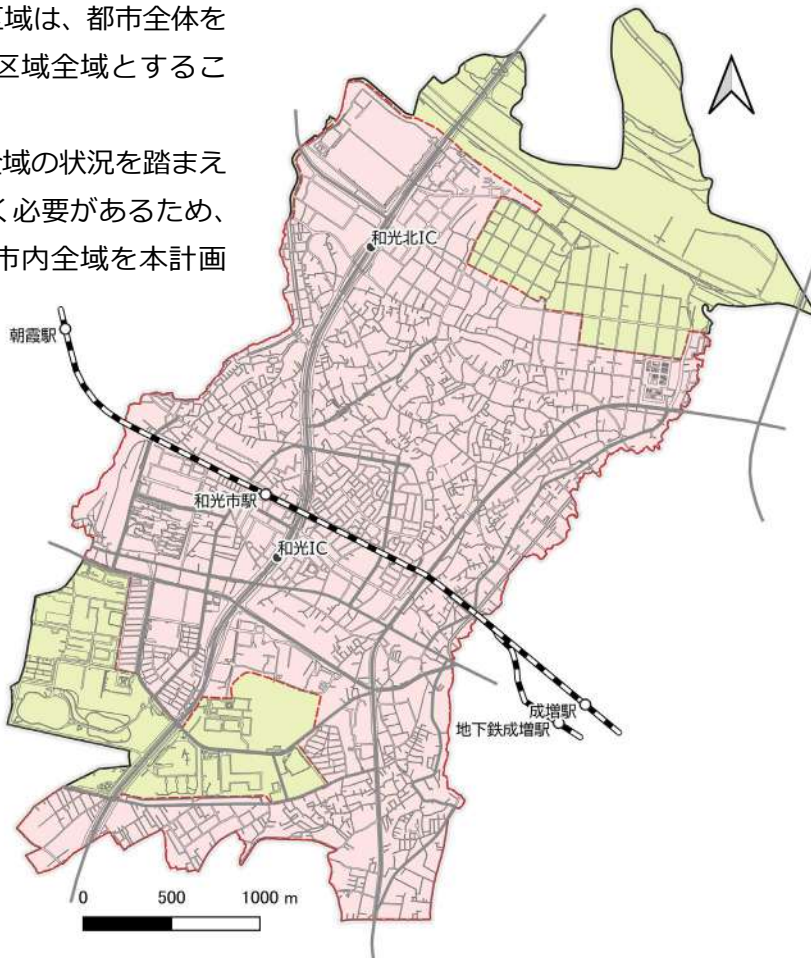 区域は、都市全体を
区域全域とするこ
全域の状況を踏まえ
く必要があるため、
市内全域を本計画
和光北IC
朝霞駅
和光市駅
和光IC
成増駅
地下鉄成増駅
0 500 1000 m